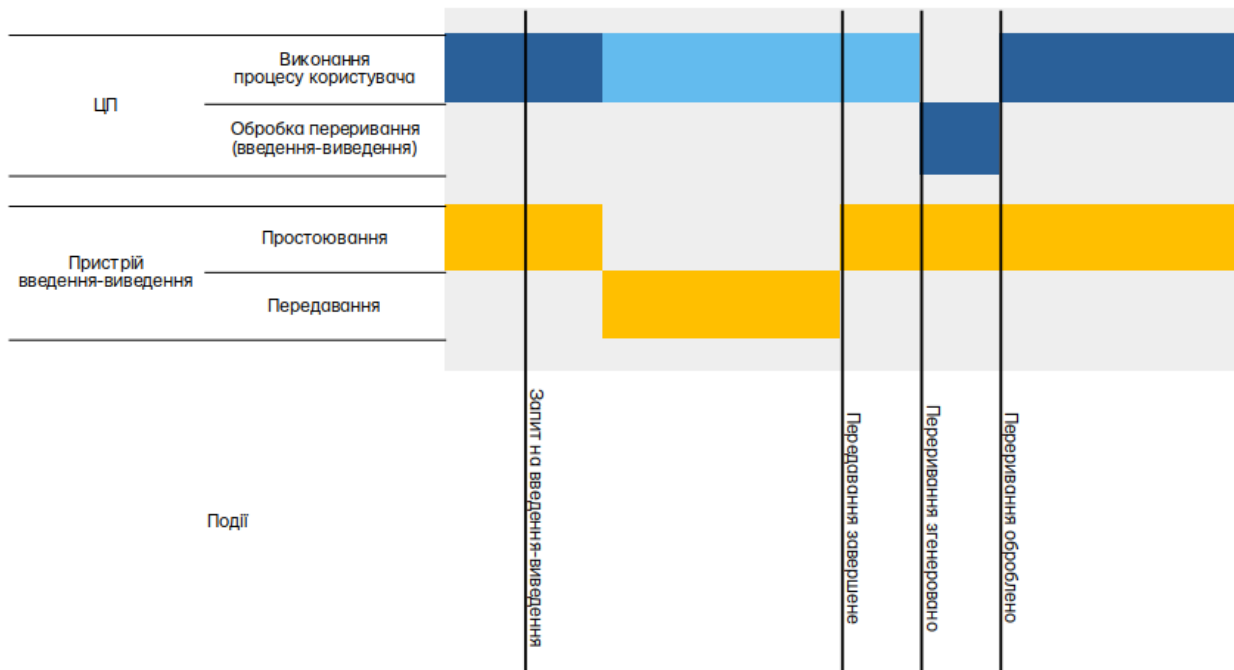 ЦП
Виконання
процесу користувача
Обробка переривання
(введення-виведення)
Пристрій
введення-виведення
Простоювання
Передавання
Події
Запит на введення-виведення
Передавання завершене
Переривання згенеровано
Переривання оброблено